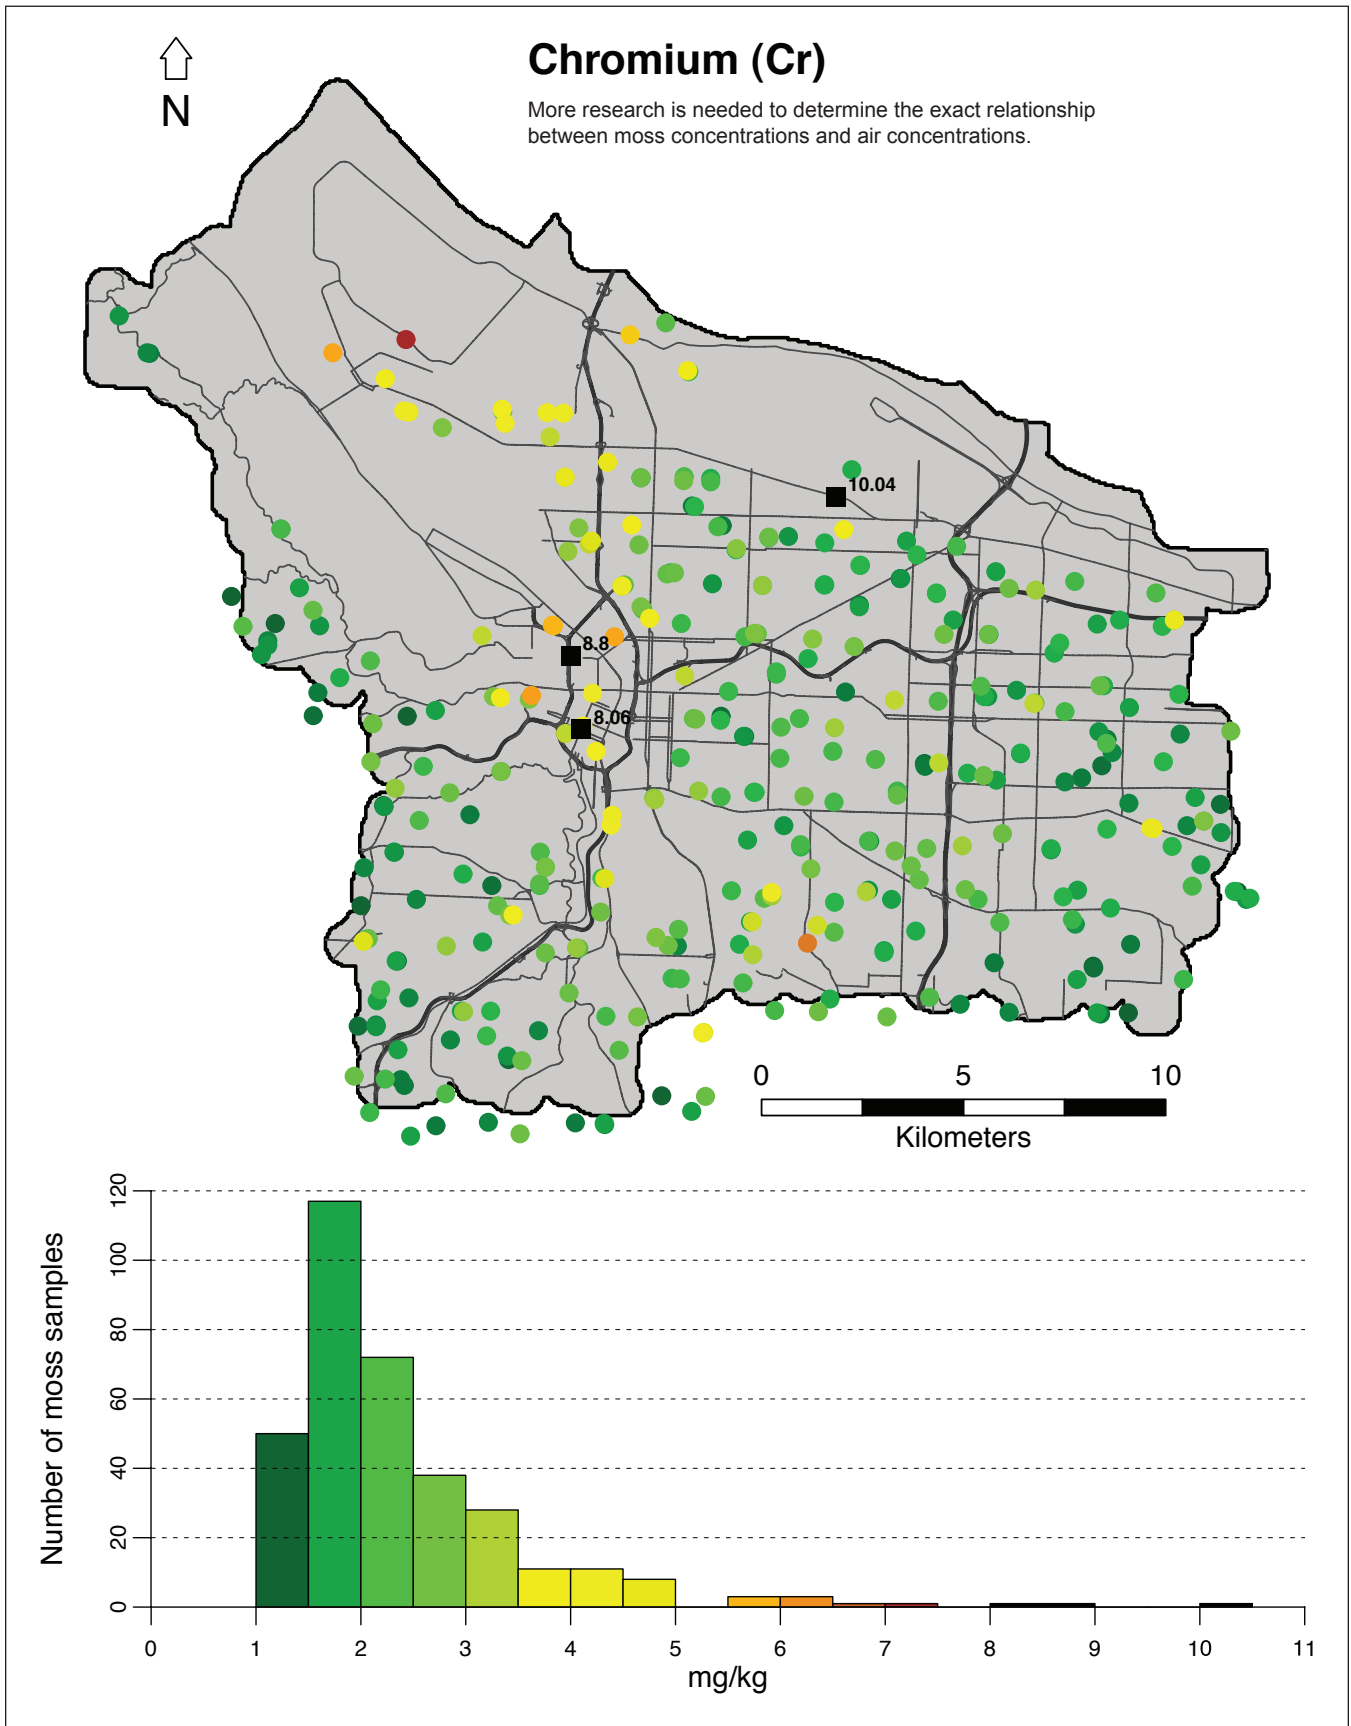 Chromium (Cr)
More research is needed to determine the exact relationship
between moss concentrations and air concentrations.
N
10.04
8.8
8.06
0 5 10
Kilometers
Number of moss samples
120
100
80
60
40
20
0
0 1 2 3 4 5 6 7 8 9 10 11
mg/kg